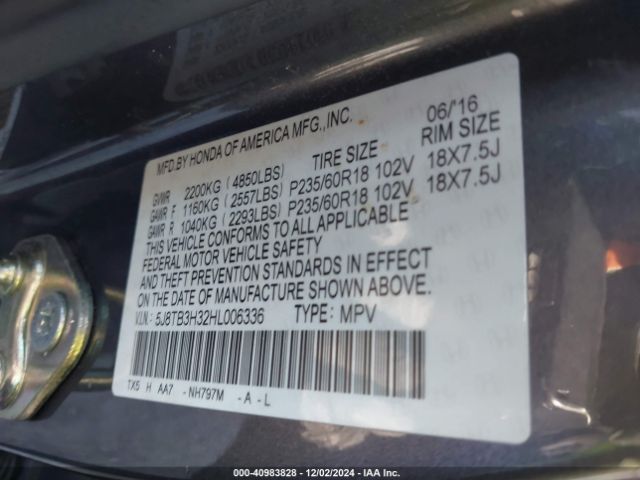 MFD.BY HONDA OF AMERICA MFG.,INC. 06/'16
GVWR 2200KG (4850LBS) TIRE SIZE RIM SIZE
GAWR F 1160KG (2557LBS) P235/60R18 102V 18X7.5J
GAWR R 1040KG (2293LBS) P235/60R18 102V 18X7.5J
THIS VEHICLE CONFORMS TO ALL APPLICABLE
FEDERAL MOTOR VEHICLE SAFETY
AND THEFT PREVENTION STANDARDS IN EFFECT
ON THE DATE OF MANUFACTURE SHOWN ABOVE.
V.I.N.: 5J8TB3H32HL006336 TYPE: MPV
TX5 H AA7 -NH797M -A-L
000-40983828 - 12/02/2024 - IAA Inc.